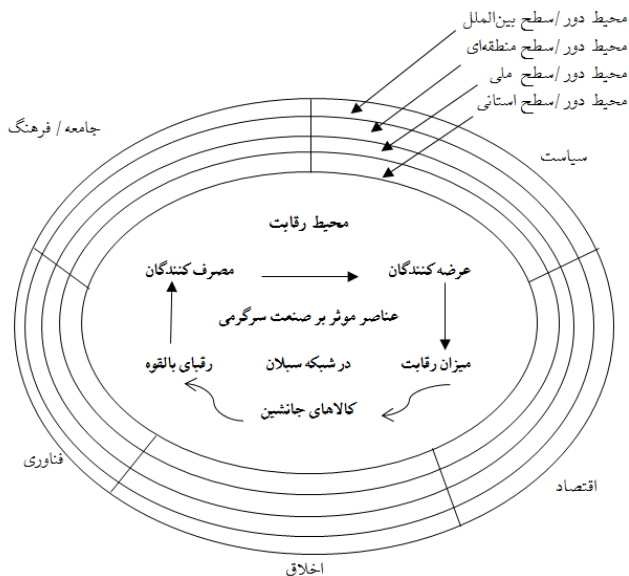 محیط دور /سطح بین‌الملل
محیط دور /سطح منطقه‌ای
محیط دور /سطح ملی
محیط دور /سطح استانی
جامعه / فرهنگ
سیاست
محیط رقابت
عرضه کنندگان
مصرف کنندگان
عناصر موثر بر صنعت سرگرمی
در شبکه سبلان
میزان رقابت
رقبای بالقوه
کالاهای جانشین
فناوری
اقتصاد
اخلاق